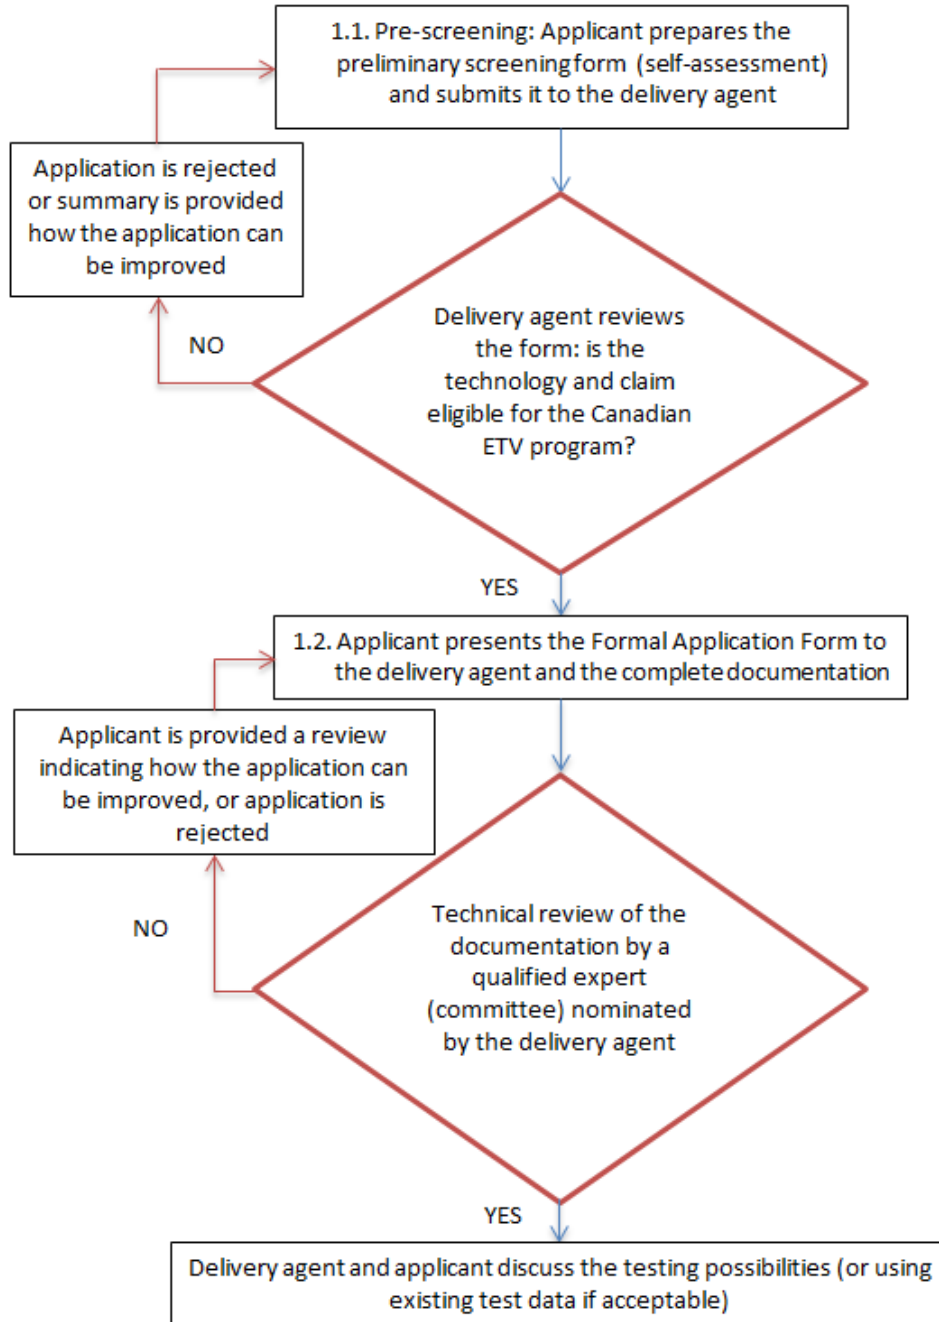 1.1. Pre-screening: Applicant prepares the
preliminary screening form (self-assessment)
and submits it to the delivery agent
Application is rejected
or summary is provided
how the application can
be improved
Delivery agent reviews
the form: is the
technology and claim
eligible for the Canadian
ETV program?
NO
YES
1.2. Applicant presents the Formal Application Form to
the delivery agent and the complete documentation
Applicant is provided a review
indicating how the application can
be improved, or application is
rejected
Technical review of the
documentation by a
qualified expert
(committee) nominated
by the delivery agent
NO
YES
Delivery agent and applicant discuss the testing possibilities (or using
existing test data if acceptable)